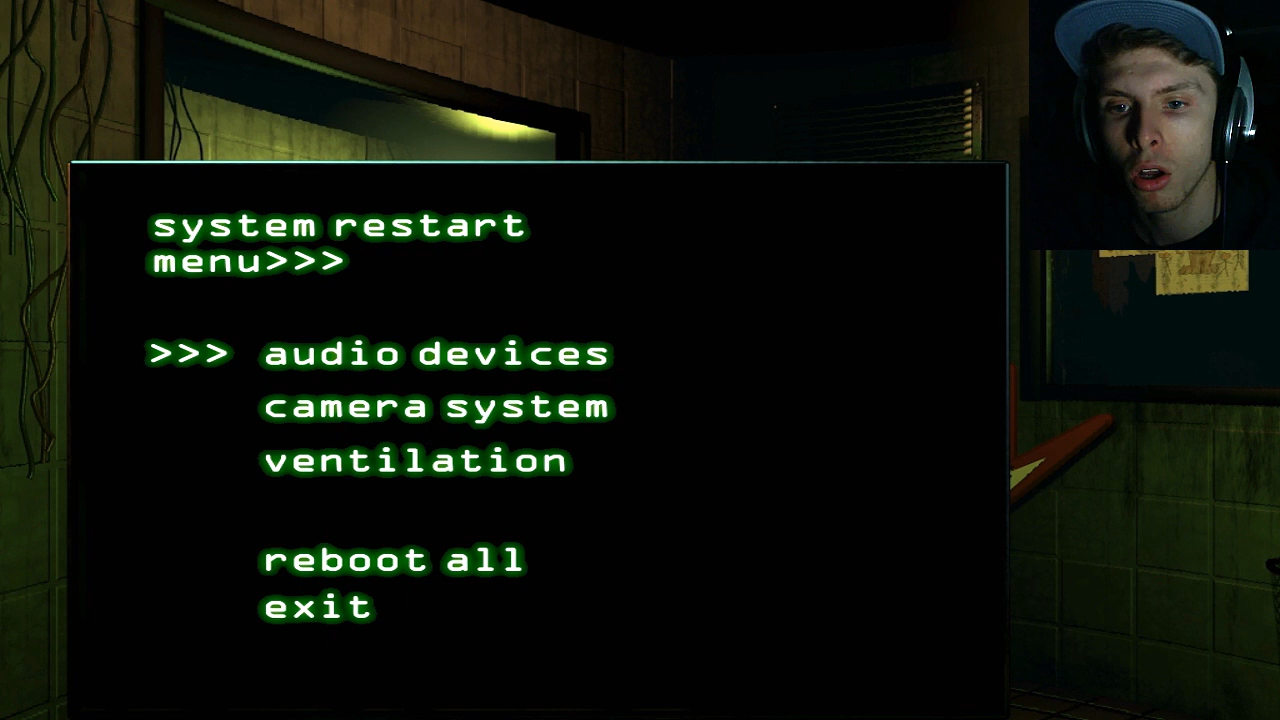 system restart
menu>>>
>>> audio devices
camera system
ventilation
reboot all
exit